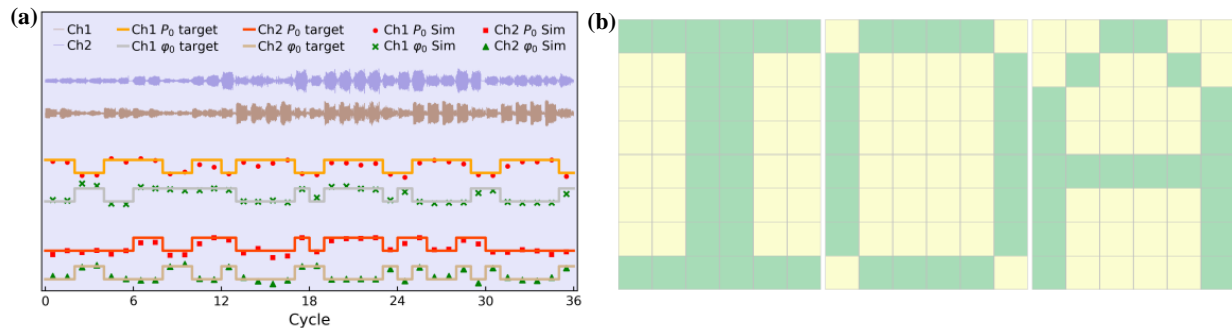 (a)
Ch1 Ch1 P₀ target Ch2 P₀ target Ch1 P₀ Sim Ch2 P₀ Sim
Ch2 Ch1 φ₀ target Ch2 φ₀ target Ch1 φ₀ Sim Ch2 φ₀ Sim
0 6 12 18 24 30 36
Cycle
(b)